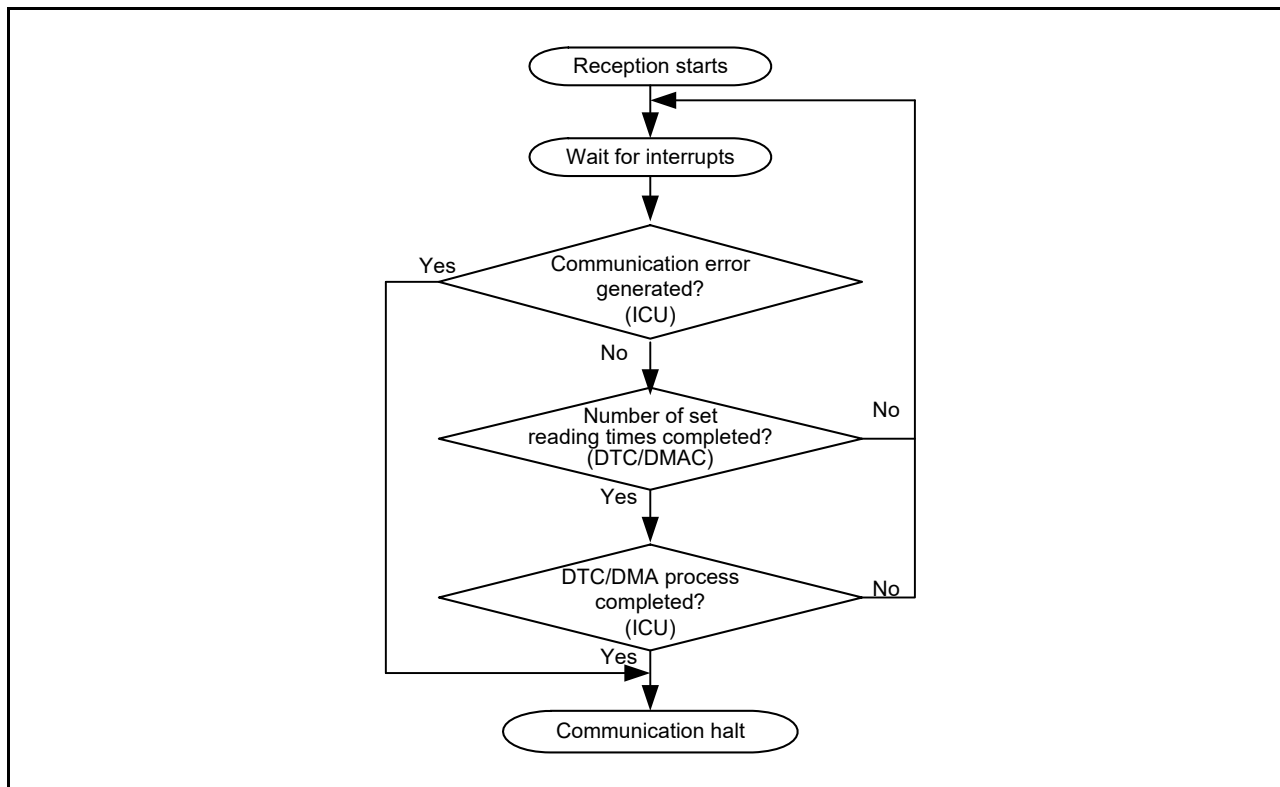 Reception starts
Wait for interrupts
Yes
Communication error
generated?
(ICU)
No
Number of set
reading times completed?
(DTC/DMAC)
No
Yes
DTC/DMA process
completed?
(ICU)
No
Yes
Communication halt